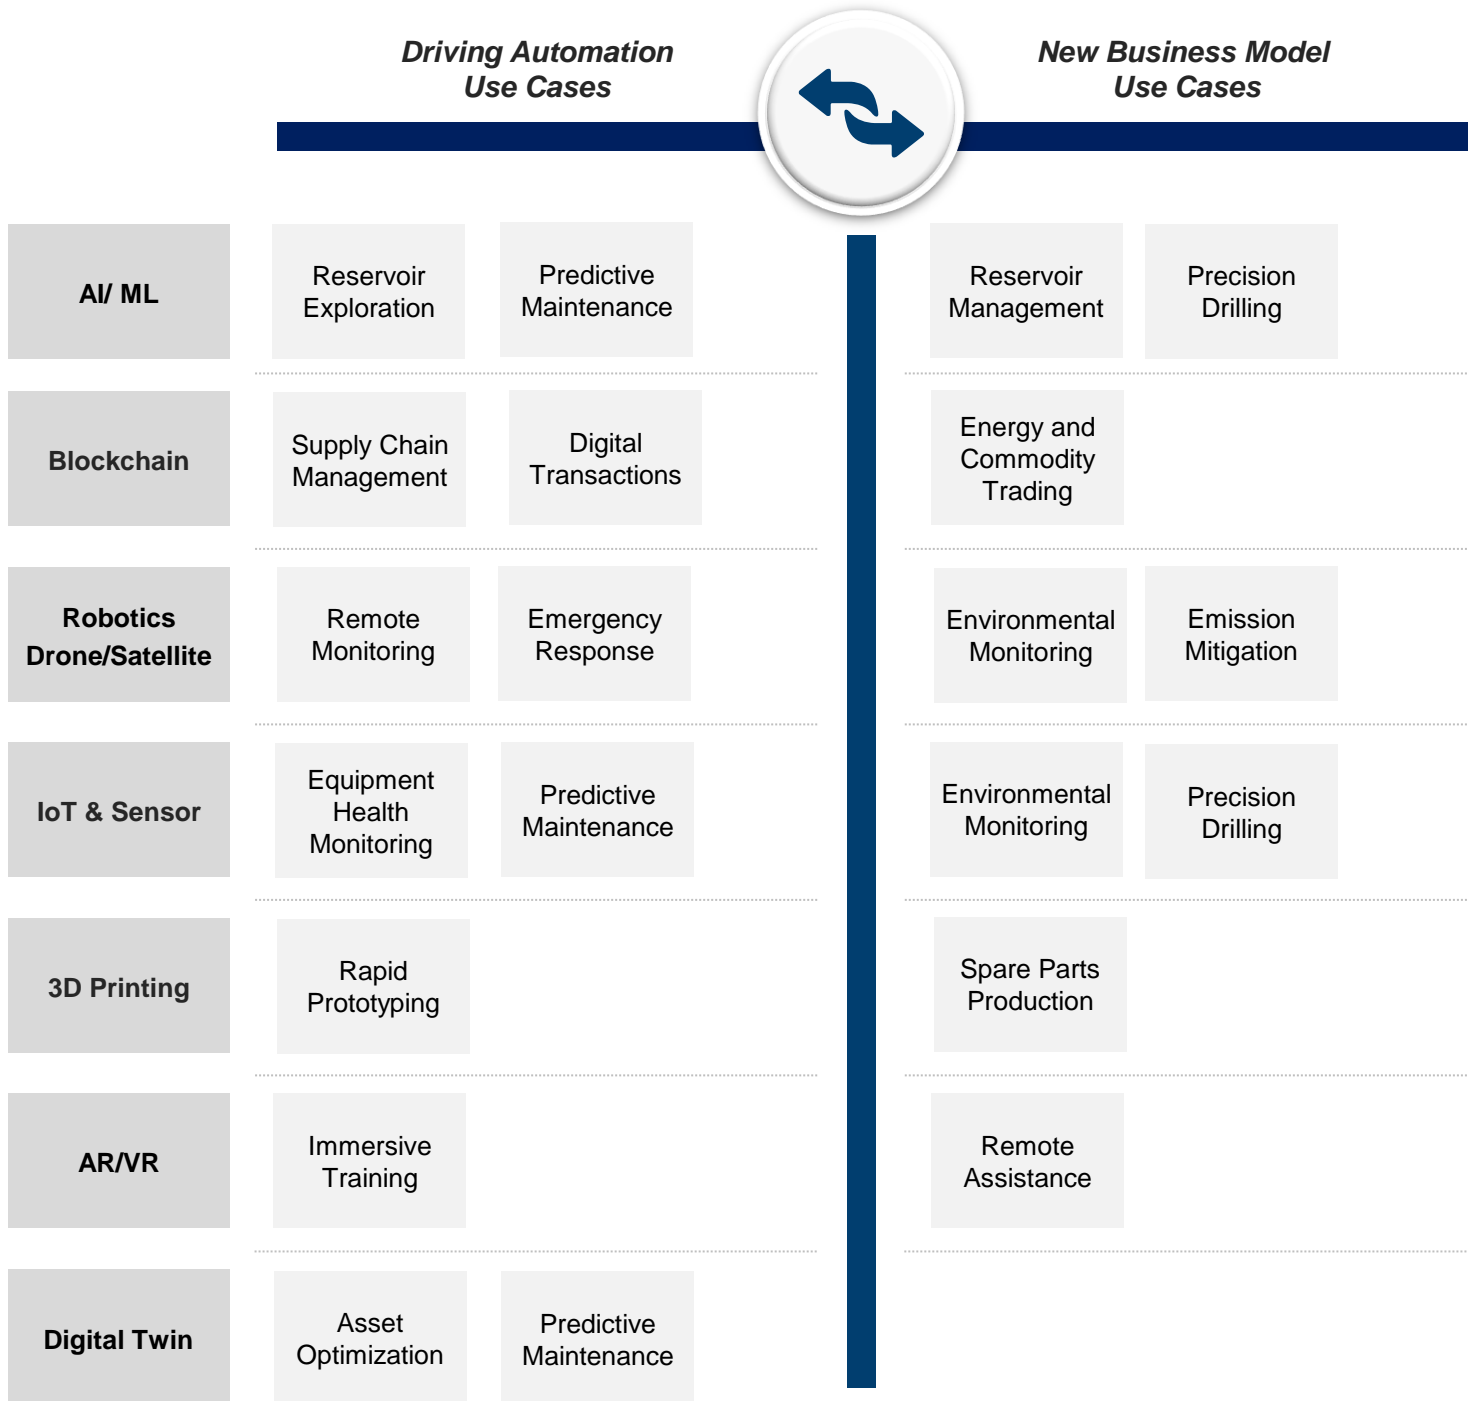 Driving Automation
Use Cases
New Business Model
Use Cases
AI/ ML
Reservoir
Exploration
Predictive
Maintenance
Reservoir
Management
Precision
Drilling
Blockchain
Supply Chain
Management
Digital
Transactions
Energy and
Commodity
Trading
Robotics
Drone/Satellite
Remote
Monitoring
Emergency
Response
Environmental
Monitoring
Emission
Mitigation
IoT & Sensor
Equipment
Health
Monitoring
Predictive
Maintenance
Environmental
Monitoring
Precision
Drilling
3D Printing
Rapid
Prototyping
Spare Parts
Production
AR/VR
Immersive
Training
Remote
Assistance
Digital Twin
Asset
Optimization
Predictive
Maintenance